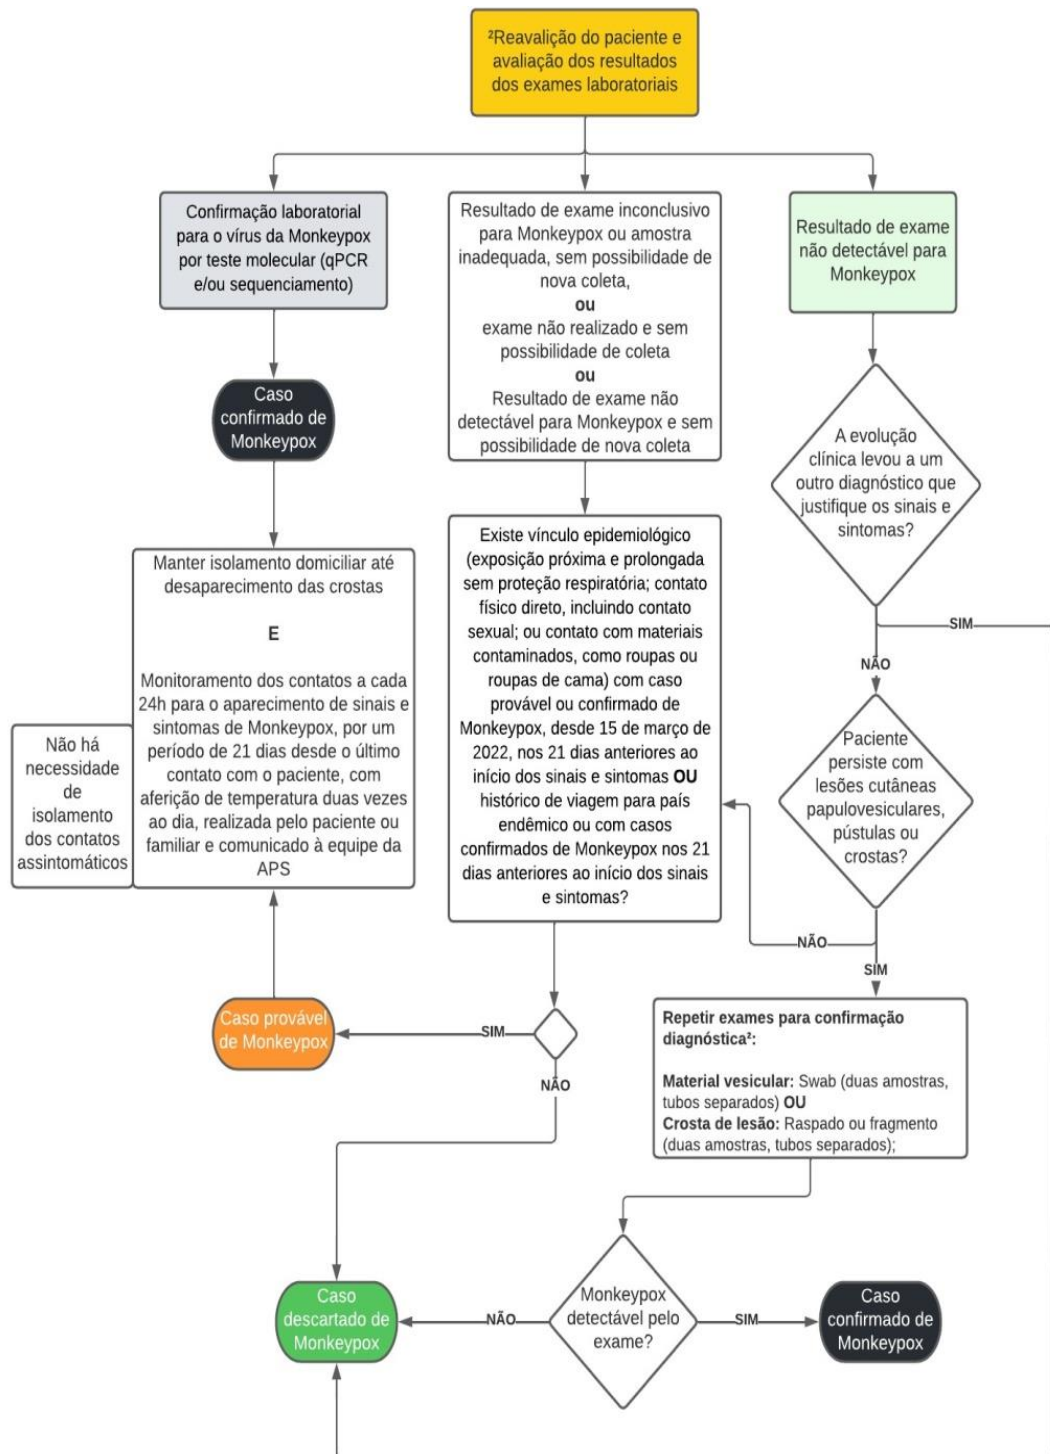 ²Reavalição do paciente e
avaliação dos resultados
dos exames laboratoriais
Confirmação laboratorial
para o vírus da Monkeypox
por teste molecular (qPCR
e/ou sequenciamento)
Resultado de exame inconclusivo
para Monkeypox ou amostra
inadequada, sem possibilidade de
nova coleta,
ou
exame não realizado e sem
possibilidade de coleta
ou
Resultado de exame não
detectável para Monkeypox e sem
possibilidade de nova coleta
Resultado de exame
não detectável para
Monkeypox
Caso
confirmado de
Monkeypox
A evolução
clínica levou a um
outro diagnóstico que
justifique os sinais e
sintomas?
SIM
NÃO
Manter isolamento domiciliar até
desaparecimento das crostas
E
Monitoramento dos contatos a cada
24h para o aparecimento de sinais e
sintomas de Monkeypox, por um
período de 21 dias desde o último
contato com o paciente, com
aferição de temperatura duas vezes
ao dia, realizada pelo paciente ou
familiar e comunicado à equipe da
APS
Não há
necessidade
de
isolamento
dos contatos
assintomáticos
Existe vínculo epidemiológico
(exposição próxima e prolongada
sem proteção respiratória; contato
físico direto, incluindo contato
sexual; ou contato com materiais
contaminados, como roupas ou
roupas de cama) com caso
provável ou confirmado de
Monkeypox, desde 15 de março de
2022, nos 21 dias anteriores ao
início dos sinais e sintomas OU
histórico de viagem para país
endêmico ou com casos
confirmados de Monkeypox nos 21
dias anteriores ao início dos sinais
e sintomas?
Paciente
persiste com
lesões cutâneas
papulovesiculares,
pústulas ou
crostas?
NÃO
SIM
Caso provável
de Monkeypox
SIM
NÃO
Repetir exames para confirmação
diagnóstica²:
Material vesicular: Swab (duas amostras,
tubos separados) OU
Crosta de lesão: Raspado ou fragmento
(duas amostras, tubos separados);
Caso
descartado de
Monkeypox
NÃO
Monkeypox
detectável pelo
exame?
SIM
Caso
confirmado de
Monkeypox